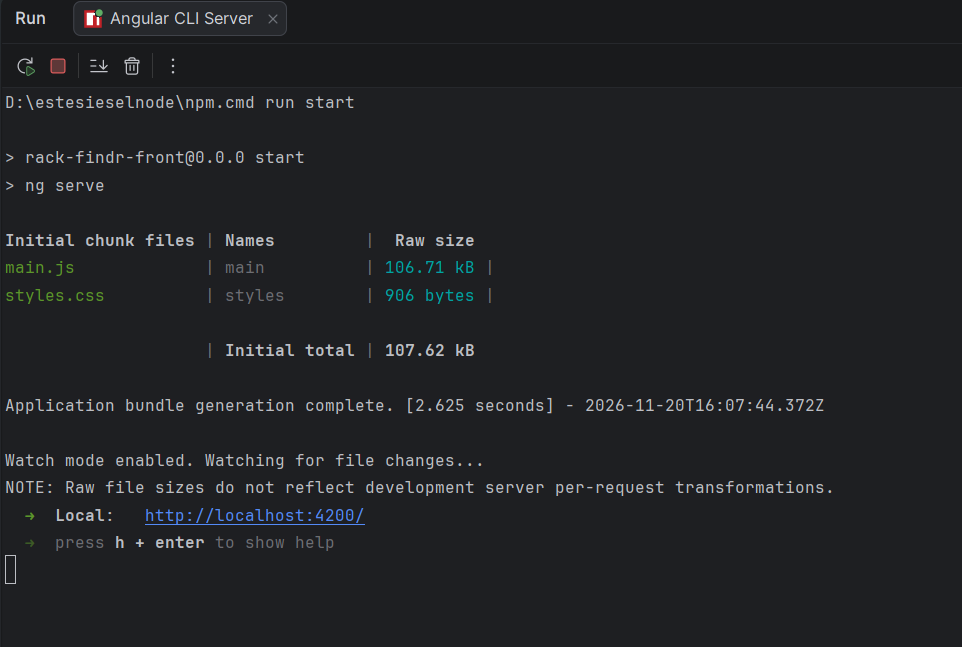 Run Angular CLI Server
D:\estesieselnode\npm.cmd run start
> rack-findr-front@0.0.0 start
> ng serve
Initial chunk files | Names | Raw size
main.js | main | 106.71 kB |
styles.css | styles | 906 bytes |
| Initial total | 107.62 kB
Application bundle generation complete. [2.625 seconds] - 2026-11-20T16:07:44.372Z
Watch mode enabled. Watching for file changes...
NOTE: Raw file sizes do not reflect development server per-request transformations.
➜ Local: http://localhost:4200/
➜ press h + enter to show help